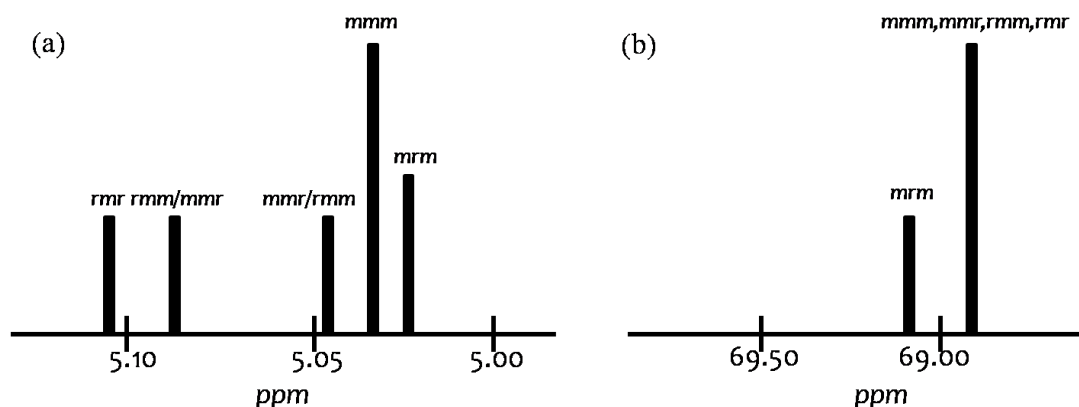 (a)
mmm
mrm
rmr rmm/mmr mmr/rmm
5.10 5.05 5.00
ppm
(b)
mmm,mmr,rmm,rmr
mrm
69.50 69.00
ppm